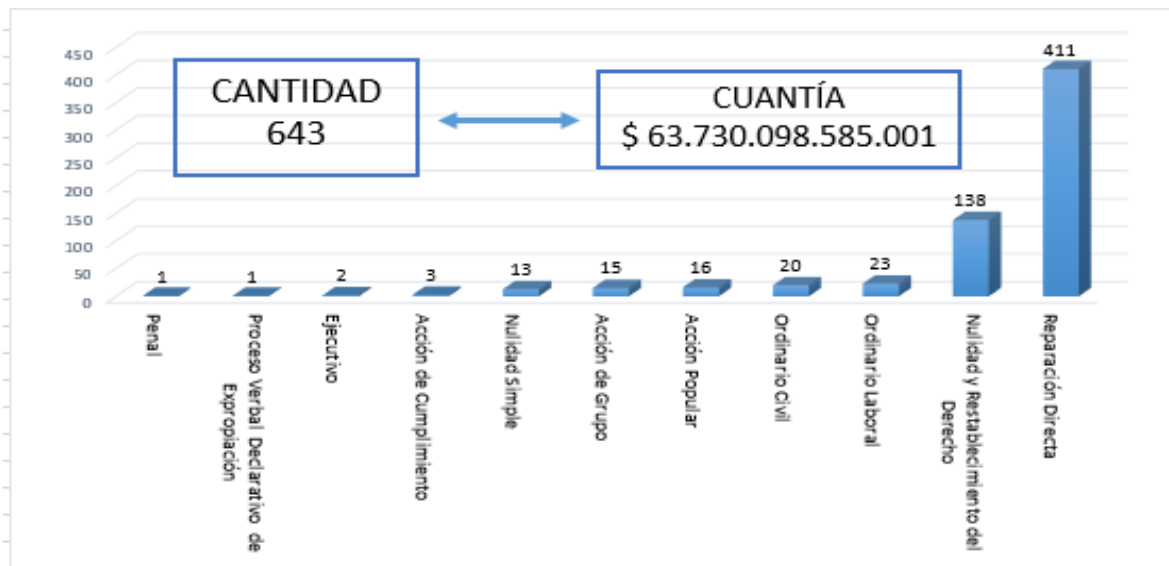 CANTIDAD
643
CUANTÍA
$ 63.730.098.585.001
450
400
350
300
250
200
150
100
50
0
1
1
2
3
13
15
16
20
23
138
411
Penal
Proceso Verbal Declarativo de
Expropiación
Ejecutivo
Acción de Cumplimiento
Nulidad Simple
Acción de Grupo
Acción Popular
Ordinario Civil
Ordinario Laboral
Nulidad y Restablecimiento del
Derecho
Reparación Directa